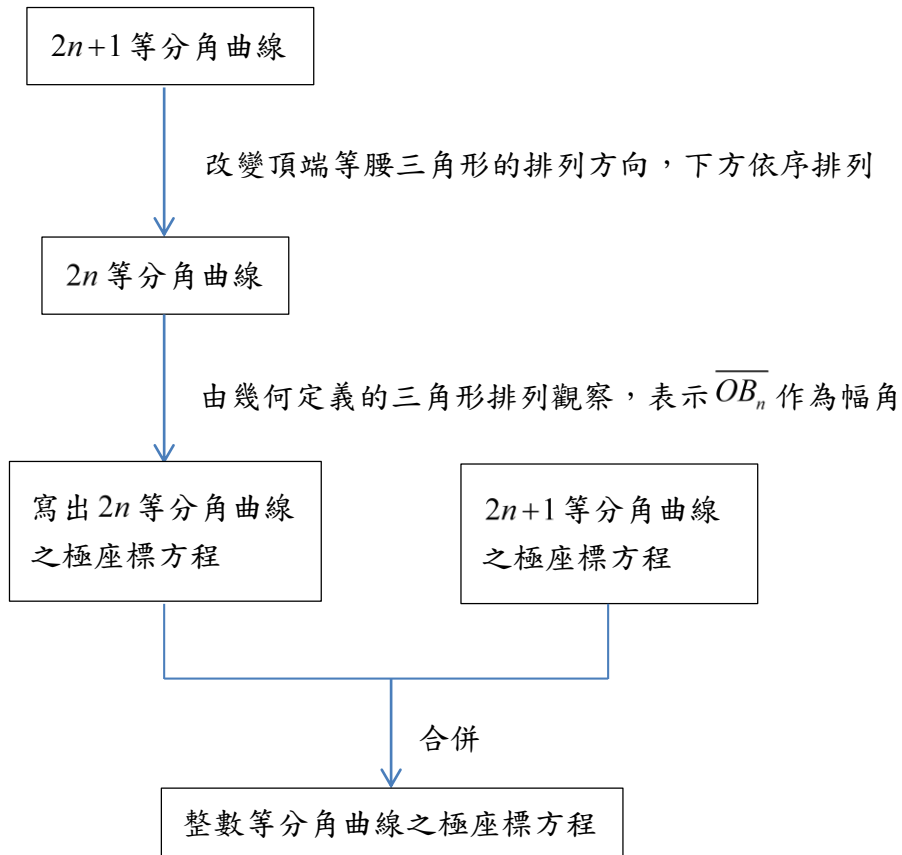 2n+1 等分角曲線
改變頂端等腰三角形的排列方向，下方依序排列
2n 等分角曲線
由幾何定義的三角形排列觀察，表示 $\overline{OB_n}$ 作為幅角
寫出 2n 等分角曲線
之極座標方程
2n+1 等分角曲線
之極座標方程
合併
整數等分角曲線之極座標方程